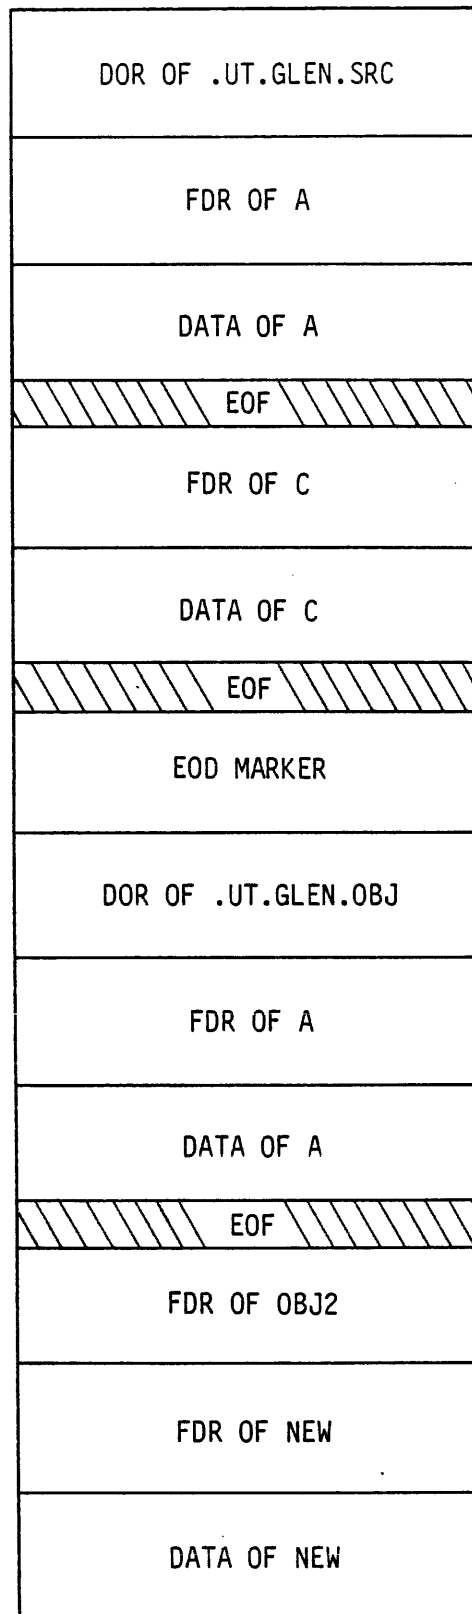 DOR OF .UT.GLEN.SRC
FDR OF A
DATA OF A
EOF
FDR OF C
DATA OF C
EOF
EOD MARKER
DOR OF .UT.GLEN.OBJ
FDR OF A
DATA OF A
EOF
FDR OF OBJ2
FDR OF NEW
DATA OF NEW